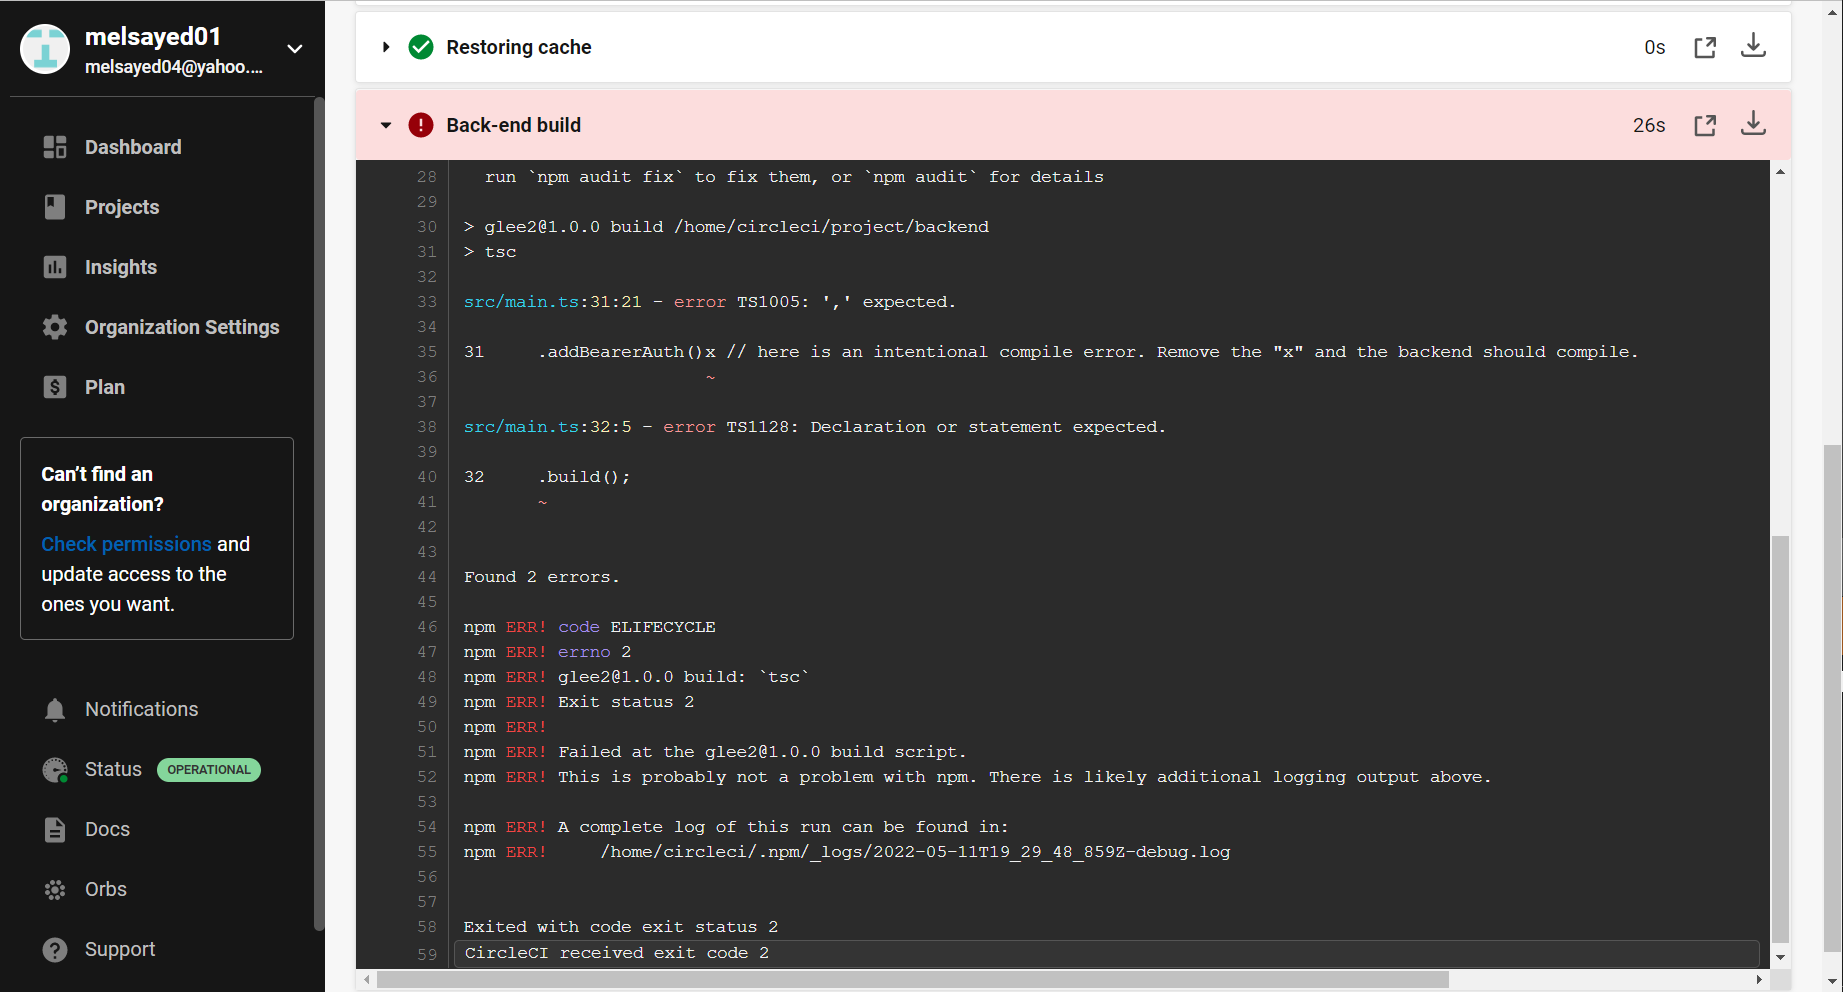 melsayed01
melsayed04@yahoo....
Dashboard
Projects
Insights
Organization Settings
Plan
Can't find an
organization?
Check permissions and
update access to the
ones you want.
Notifications
Status OPERATIONAL
Docs
Orbs
Support
Restoring cache 0s
Back-end build 26s
28 run `npm audit fix` to fix them, or `npm audit` for details
29
30 > glee2@1.0.0 build /home/circleci/project/backend
31 > tsc
32
33 src/main.ts:31:21 - error TS1005: ',' expected.
34
35 31 .addBearerAuth()x // here is an intentional compile error. Remove the "x" and the backend should compile.
36 ~
37
38 src/main.ts:32:5 - error TS1128: Declaration or statement expected.
39
40 32 .build();
41 ~
42
43
44 Found 2 errors.
45
46 npm ERR! code ELIFECYCLE
47 npm ERR! errno 2
48 npm ERR! glee2@1.0.0 build: `tsc`
49 npm ERR! Exit status 2
50 npm ERR!
51 npm ERR! Failed at the glee2@1.0.0 build script.
52 npm ERR! This is probably not a problem with npm. There is likely additional logging output above.
53
54 npm ERR! A complete log of this run can be found in:
55 npm ERR! /home/circleci/.npm/_logs/2022-05-11T19_29_48_859Z-debug.log
56
57
58 Exited with code exit status 2
59 CircleCI received exit code 2